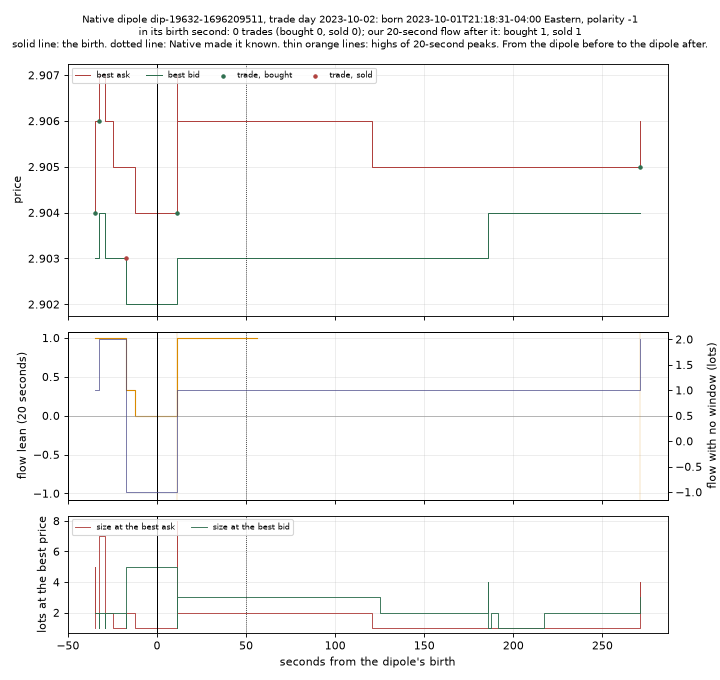 Native dipole dip-19632-1696209511, trade day 2023-10-02: born 2023-10-01T21:18:31-04:00 Eastern, polarity -1
in its birth second: 0 trades (bought 0, sold 0); our 20-second flow after it: bought 1, sold 1
solid line: the birth. dotted line: Native made it known. thin orange lines: highs of 20-second peaks. From the dipole before to the dipole after.
best ask
best bid
trade, bought
trade, sold
price
2.907
2.906
2.905
2.904
2.903
2.902
flow lean (20 seconds)
1.0
0.5
0.0
−0.5
−1.0
2.0
1.5
1.0
0.5
0.0
−0.5
−1.0
flow with no window (lots)
size at the best ask
size at the best bid
lots at the best price
8
6
4
2
−50
0
50
100
150
200
250
seconds from the dipole's birth